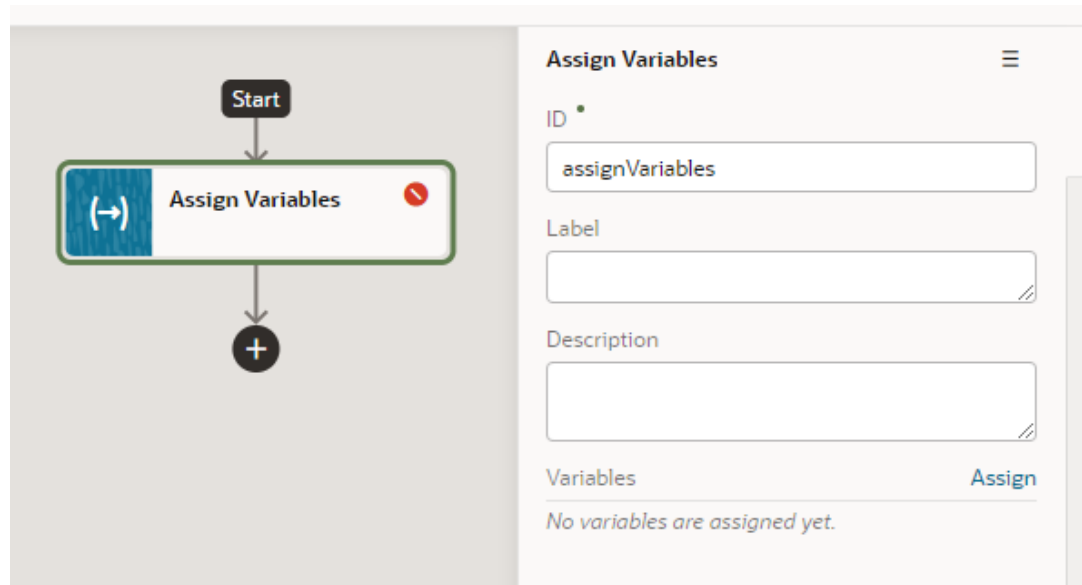 Start
Assign Variables
Assign Variables
ID
assignVariables
Label
Description
Variables
Assign
No variables are assigned yet.